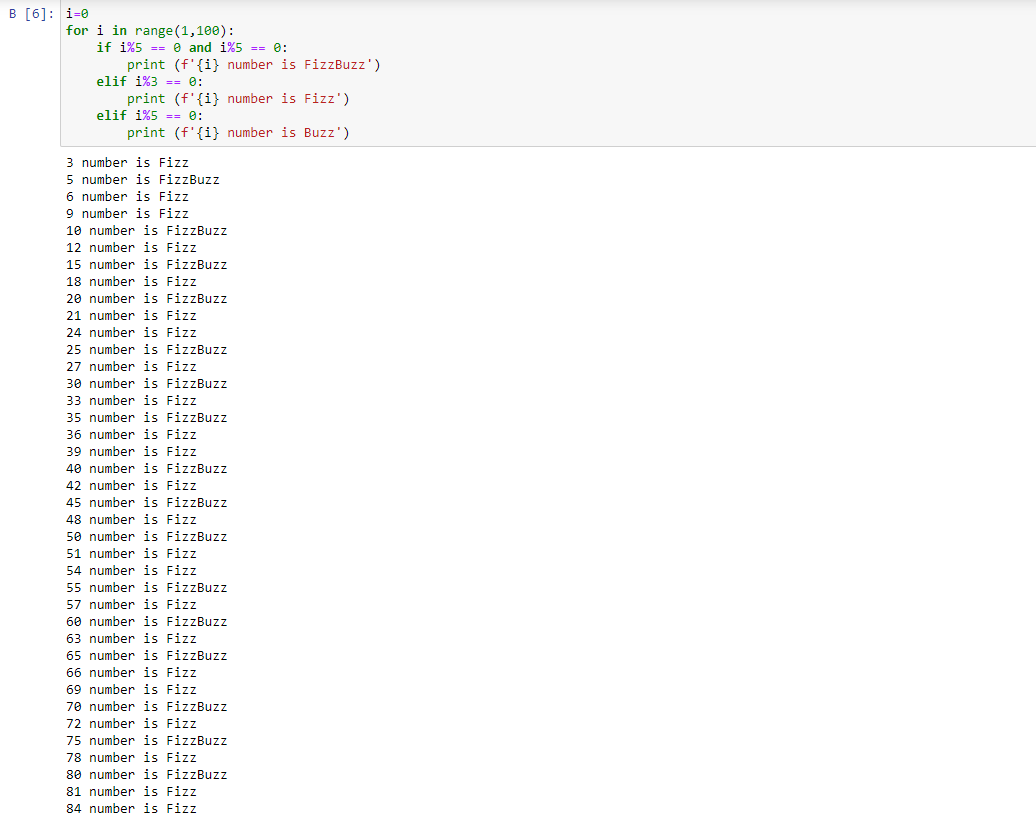 B [6]: i=0
for i in range(1,100):
    if i%5 == 0 and i%5 == 0:
        print (f'{i} number is FizzBuzz')
    elif i%3 == 0:
        print (f'{i} number is Fizz')
    elif i%5 == 0:
        print (f'{i} number is Buzz')
3 number is Fizz
5 number is FizzBuzz
6 number is Fizz
9 number is Fizz
10 number is FizzBuzz
12 number is Fizz
15 number is FizzBuzz
18 number is Fizz
20 number is FizzBuzz
21 number is Fizz
24 number is Fizz
25 number is FizzBuzz
27 number is Fizz
30 number is FizzBuzz
33 number is Fizz
35 number is FizzBuzz
36 number is Fizz
39 number is Fizz
40 number is FizzBuzz
42 number is Fizz
45 number is FizzBuzz
48 number is Fizz
50 number is FizzBuzz
51 number is Fizz
54 number is Fizz
55 number is FizzBuzz
57 number is Fizz
60 number is FizzBuzz
63 number is Fizz
65 number is FizzBuzz
66 number is Fizz
69 number is Fizz
70 number is FizzBuzz
72 number is Fizz
75 number is FizzBuzz
78 number is Fizz
80 number is FizzBuzz
81 number is Fizz
84 number is Fizz